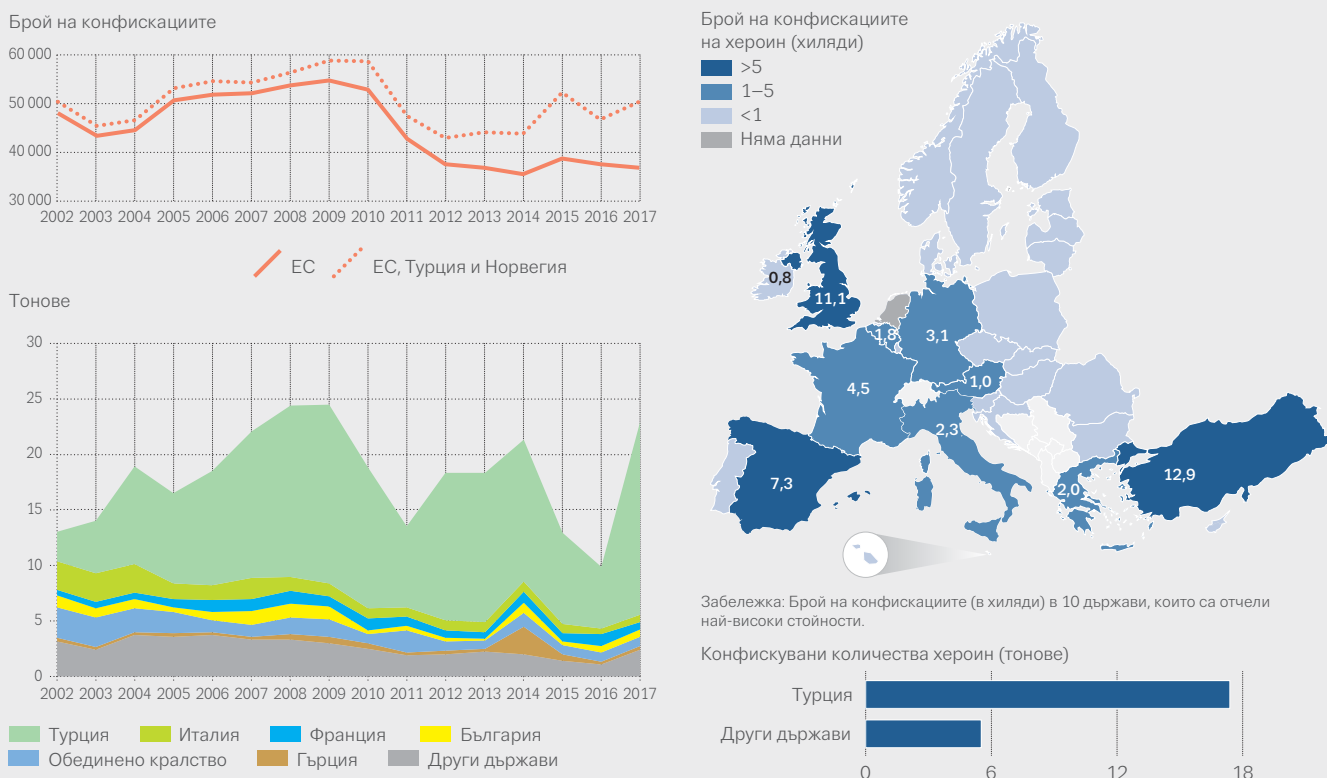 Брой на конфискациите
60 000
50 000
40 000
30 000
2002 2003 2004 2005 2006 2007 2008 2009 2010 2011 2012 2013 2014 2015 2016 2017
ЕС
ЕС, Турция и Норвегия
Тонове
30
25
20
15
10
5
0
2002 2003 2004 2005 2006 2007 2008 2009 2010 2011 2012 2013 2014 2015 2016 2017
Турция
Италия
Франция
България
Обединено кралство
Гърция
Други държави
Брой на конфискациите
на хероин (хиляди)
>5
1–5
<1
Няма данни
0,8
11,1
1,8
3,1
4,5
1,0
2,3
7,3
2,0
12,9
Забележка: Брой на конфискациите (в хиляди) в 10 държави, които са отчели
най-високи стойности.
Конфискувани количества хероин (тонове)
Турция
Други държави
0 6 12 18